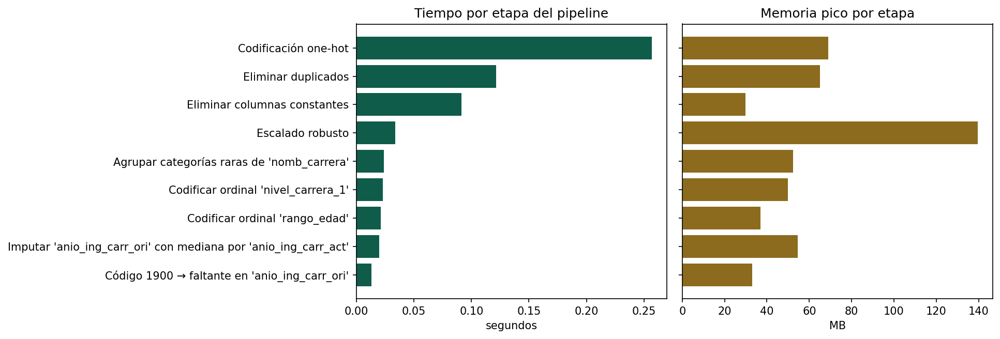 Tiempo por etapa del pipeline
Memoria pico por etapa
Codificación one-hot
Eliminar duplicados
Eliminar columnas constantes
Escalado robusto
Agrupar categorías raras de 'nomb_carrera'
Codificar ordinal 'nivel_carrera_1'
Codificar ordinal 'rango_edad'
Imputar 'anio_ing_carr_ori' con mediana por 'anio_ing_carr_act'
Código 1900 → faltante en 'anio_ing_carr_ori'
0.00 0.05 0.10 0.15 0.20 0.25
0 20 40 60 80 100 120 140
segundos
MB